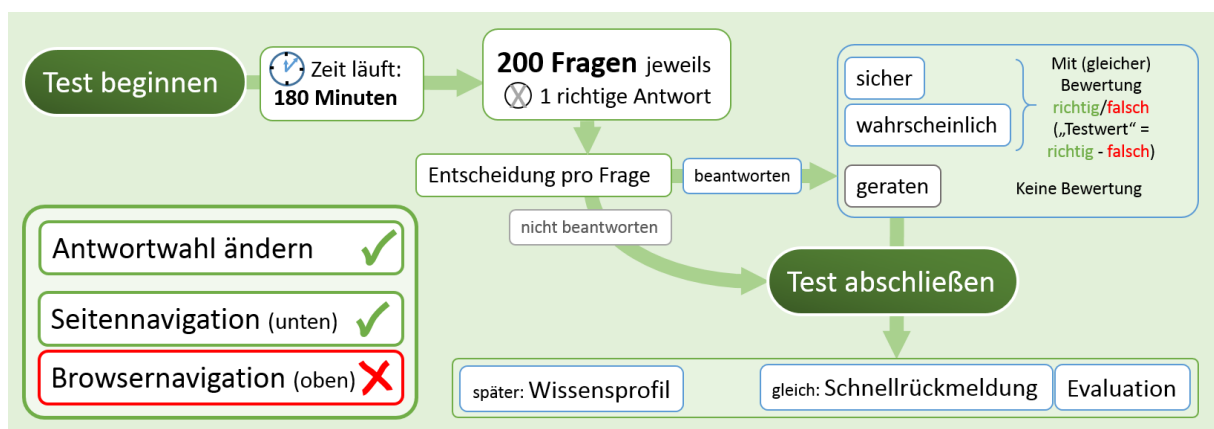 Test beginnen
Zeit läuft:
180 Minuten
200 Fragen jeweils
1 richtige Antwort
Entscheidung pro Frage
beantworten
nicht beantworten
sicher
wahrscheinlich
geraten
Mit (gleicher)
Bewertung
richtig/falsch
(„Testwert“ =
richtig - falsch)
Keine Bewertung
Antwortwahl ändern
Seitennavigation (unten)
Browsernavigation (oben)
Test abschließen
später: Wissensprofil
gleich: Schnellrückmeldung
Evaluation